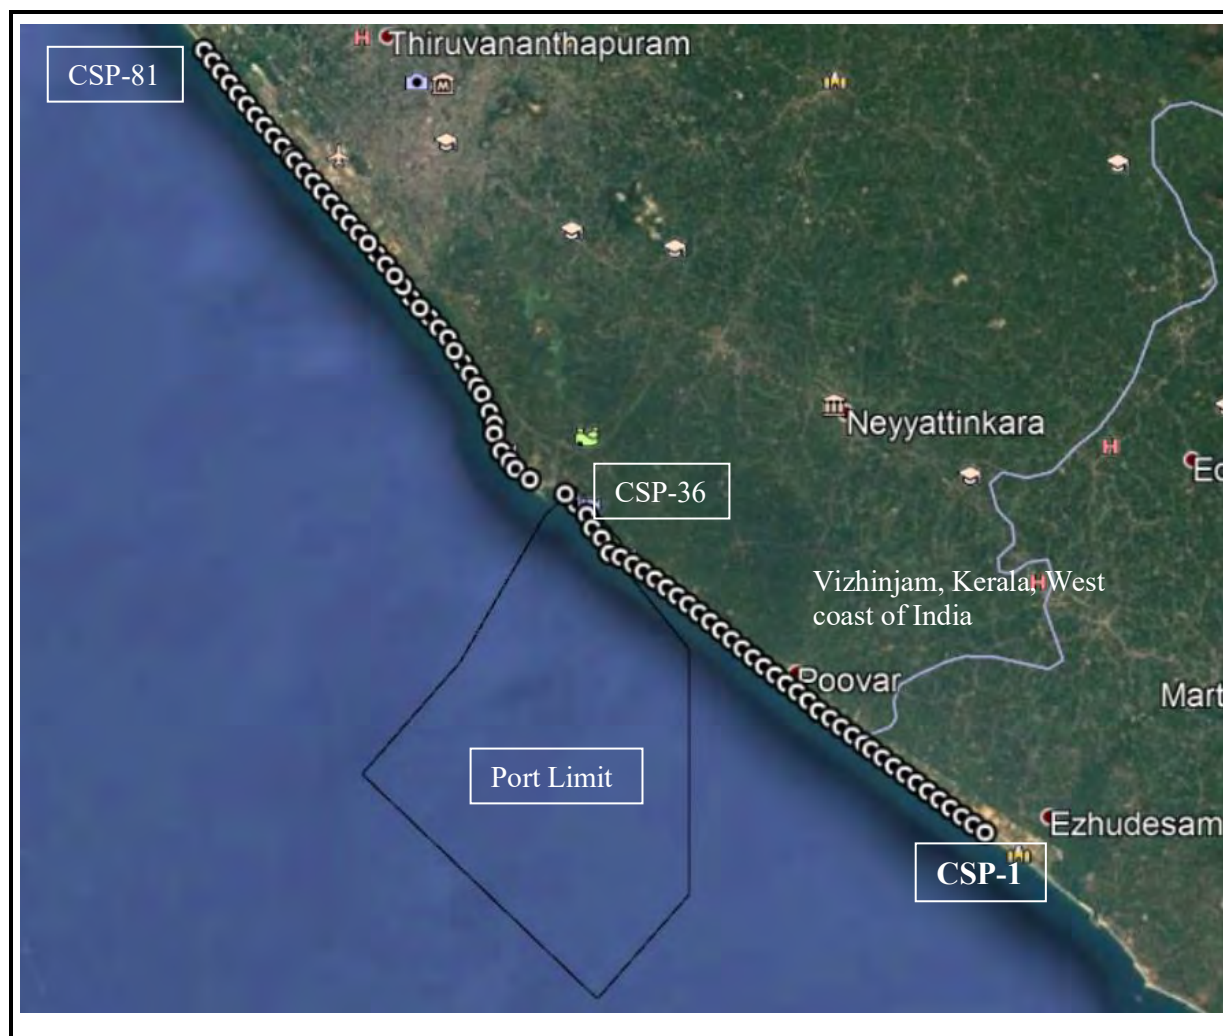 Thiruvananthapuram
CSP-81
Neyyattinkara
CSP-36
Vizhinjam, Kerala, West
coast of India
Poovar
Mart
Port Limit
Ezhudesam
CSP-1